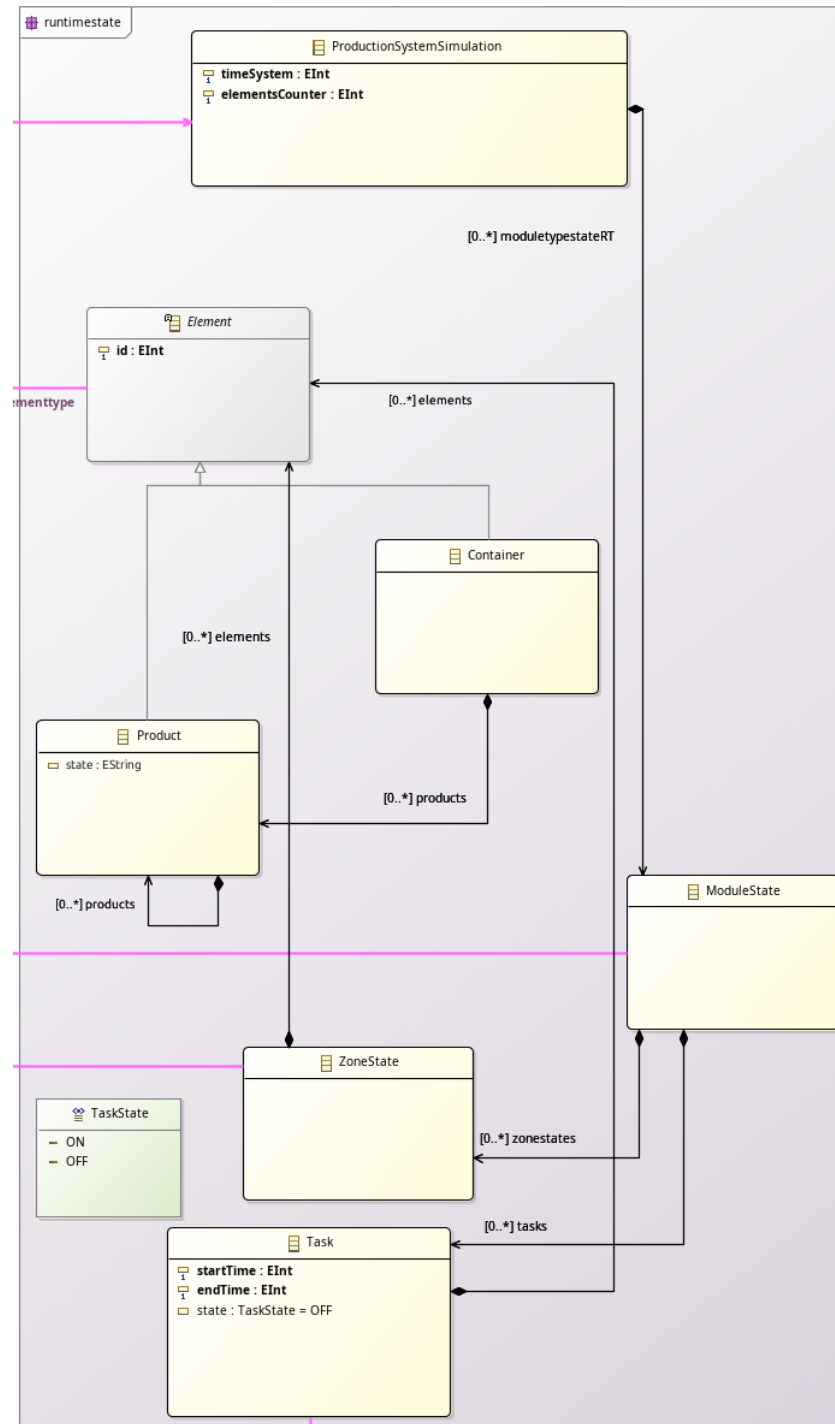 runtimestate
ProductionSystemSimulation
timeSystem : EInt
elementsCounter : EInt
[0..*] moduletypestateRT
Element
id : EInt
[0..*] elements
ementtype
Container
[0..*] elements
Product
state : EString
[0..*] products
[0..*] products
ModuleState
ZoneState
TaskState
ON
OFF
[0..*] zonestates
[0..*] tasks
Task
startTime : EInt
endTime : EInt
state : TaskState = OFF